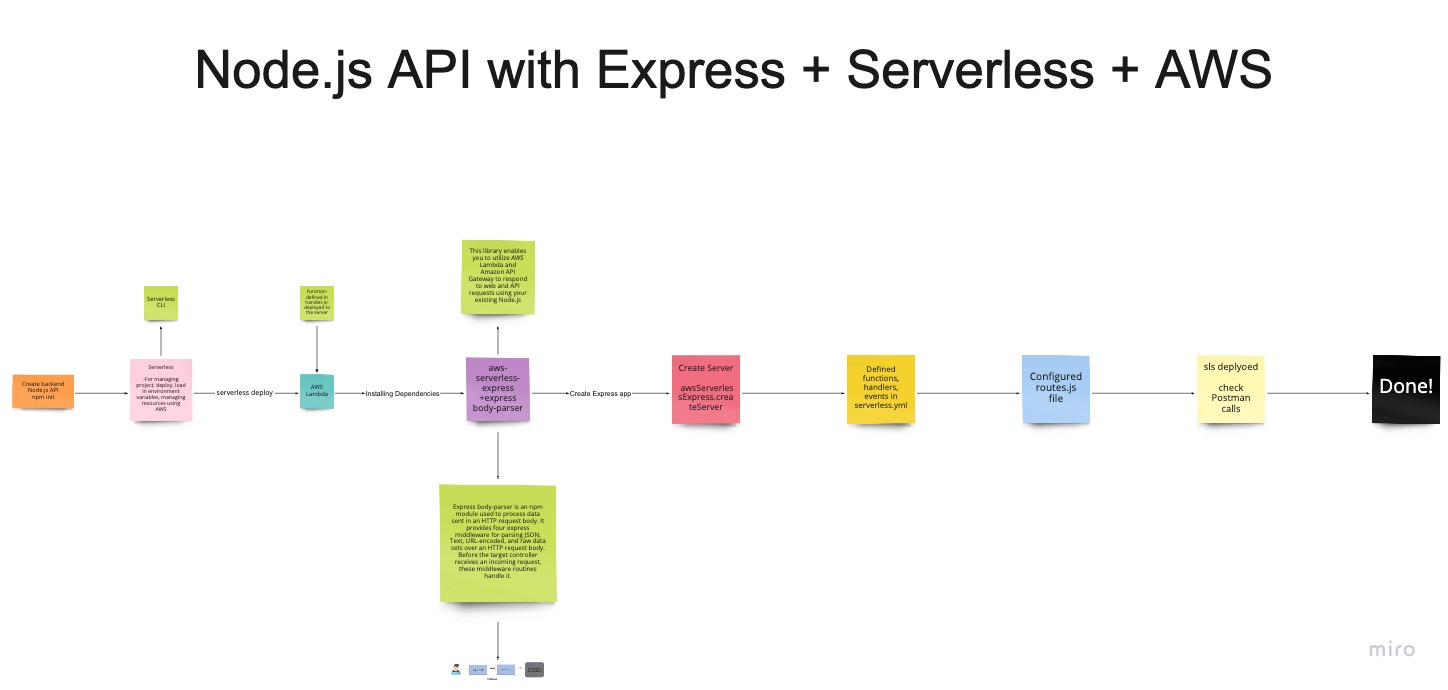 Node.js API with Express + Serverless + AWS
This library enables
you to utilize AWS
Lambda and
Amazon API
Gateway to respond
to web and API
requests using your
existing Node.js
Serverless
CLI
Function-
defined in
handler.js-
deployed to
the server
Create backend
Node.js API
npm init
Serverless
-For managing
project, deploy, load
in environment
variables, managing
resources using
AWS
serverless deploy
AWS
Lambda
Installing Dependencies
aws-
serverless-
express
+express
body-parser
Create Express app
Create Server
awsServerles
sExpress.crea
teServer
Defined
functions,
handlers,
events in
serverless.yml
Configured
routes.js
file
sls deplyoed
check
Postman
calls
Done!
Express body-parser is an npm
module used to process data
sent in an HTTP request body. It
provides four express
middleware for parsing JSON,
Text, URL-encoded, and raw data
sets over an HTTP request body.
Before the target controller
receives an incoming request,
these middleware routines
handle it.
miro